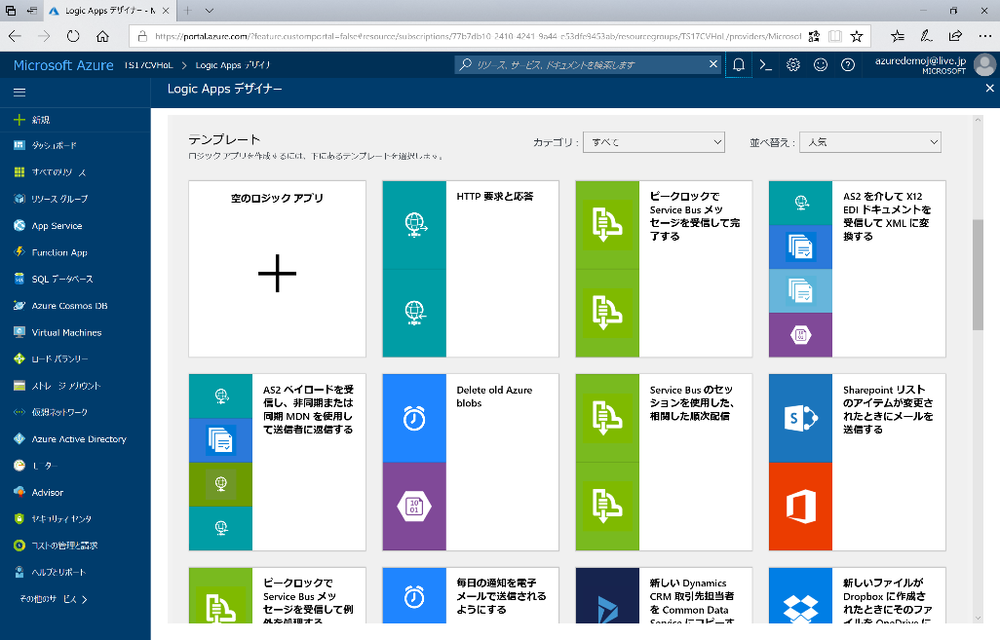 Logic Apps デザイナー - M
https://portal.azure.com/?feature.customportal=false#resource/subscriptions/77b7db10-2410-4241-9a44-e53dfe9453ab/resourcegroups/TS17CVHoL/providers/Microsof
Microsoft Azure TS17CVHoL > Logic Apps デザイナ
リソース、サービス、ドキュメントを検索します
azuredemoj@live.jp
MICROSOFT
Logic Apps デザイナー
新規
ダッシュボード
すべてのリソース
リソース グループ
App Service
Function App
SQL データベース
Azure Cosmos DB
Virtual Machines
ロード バランサー
ストレージ アカウント
仮想ネットワーク
Azure Active Directory
モニター
Advisor
セキュリティ センター
コストの管理と請求
ヘルプとサポート
その他のサービス >
テンプレート
ロジック アプリを作成するには、下にあるテンプレートを選択します。
カテゴリ : すべて
並べ替え : 人気
空のロジック アプリ
HTTP 要求と応答
ピークロックで
Service Bus メッ
セージを受信して完
了する
AS2 を介して X12
EDI ドキュメントを
受信して XML に変
換する
AS2 ペイロードを受
信し、非同期または
同期 MDN を使用し
て送信者に返信する
Delete old Azure
blobs
10
01
Service Bus のセッ
ションを使用した、
相関した順次配信
Sharepoint リスト
のアイテムが変更さ
れたときにメールを
送信する
ピークロックで
Service Bus メッ
セージを受信して例
外を処理する
毎日の通知を電子
メールで送信される
ようにする
新しい Dynamics
CRM 取引先担当者
を Common Data
Service にコピーす
新しいファイルが
Dropbox に作成さ
れたときにそのファ
イルを OneDrive に